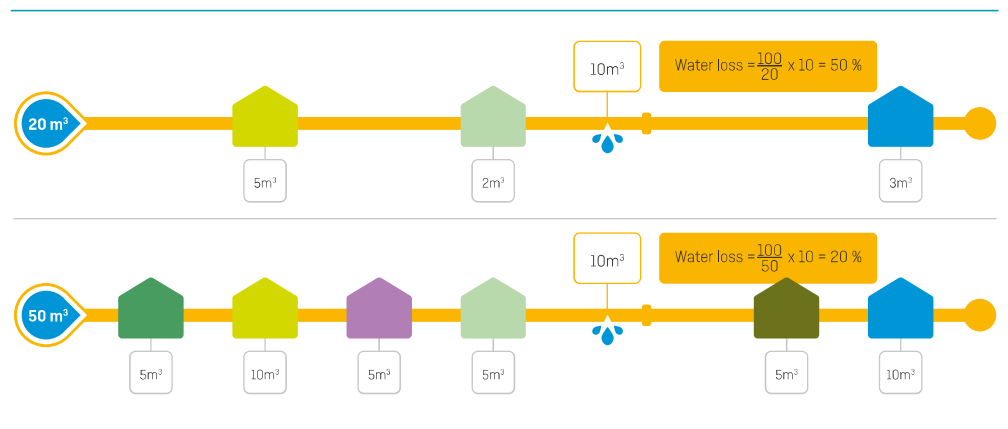 10m³
Water loss = 100/20 x 10 = 50 %
20 m³
5m³
2m³
3m³
10m³
Water loss = 100/50 x 10 = 20 %
50 m³
5m³
10m³
5m³
5m³
5m³
10m³